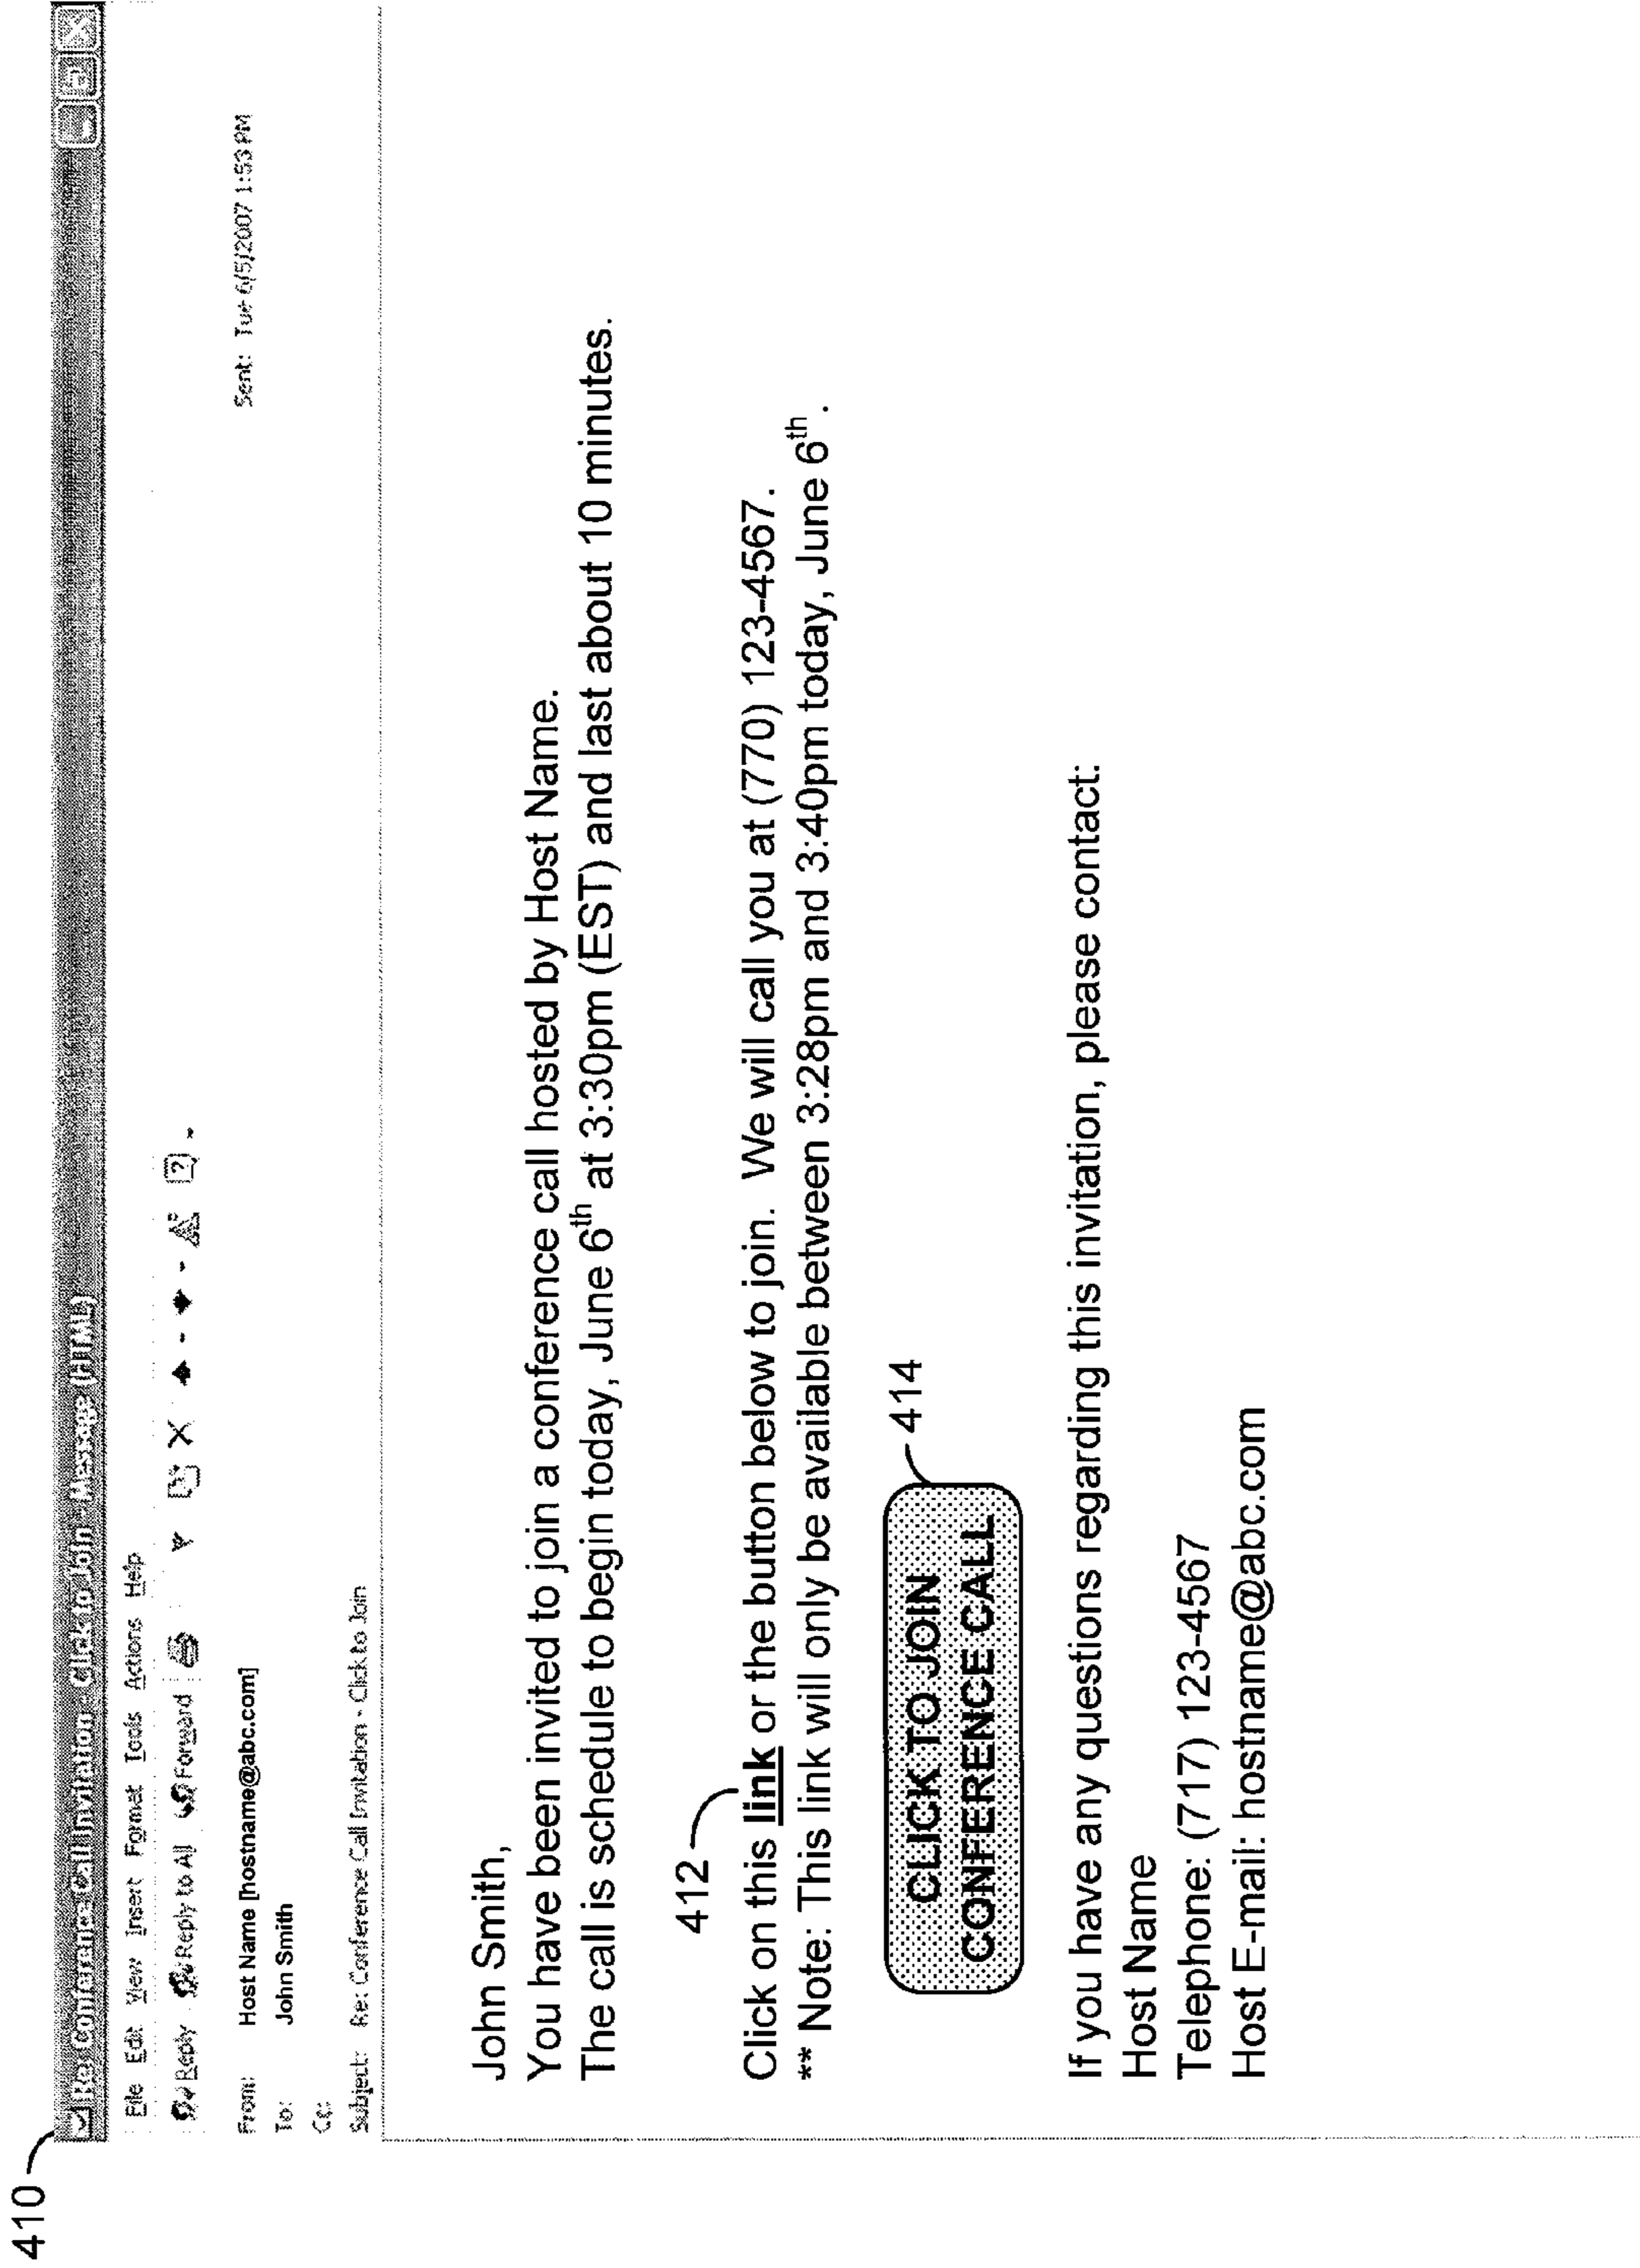 410
Re: Conference Call Invitation - Click to Join - Message (HTML)
File Edit View Insert Format Tools Actions Help
Reply Reply to All Forward
From: Host Name [hostname@abc.com]
Sent: Tue 6/5/2007 1:53 PM
To: John Smith
Cc:
Subject: Re: Conference Call Invitation - Click to Join
John Smith,
You have been invited to join a conference call hosted by Host Name.
The call is schedule to begin today, June 6th at 3:30pm (EST) and last about 10 minutes.
412
Click on this link or the button below to join. We will call you at (770) 123-4567.
** Note: This link will only be available between 3:28pm and 3:40pm today, June 6th.
CLICK TO JOIN
CONFERENCE CALL
414
If you have any questions regarding this invitation, please contact:
Host Name
Telephone: (717) 123-4567
Host E-mail: hostname@abc.com